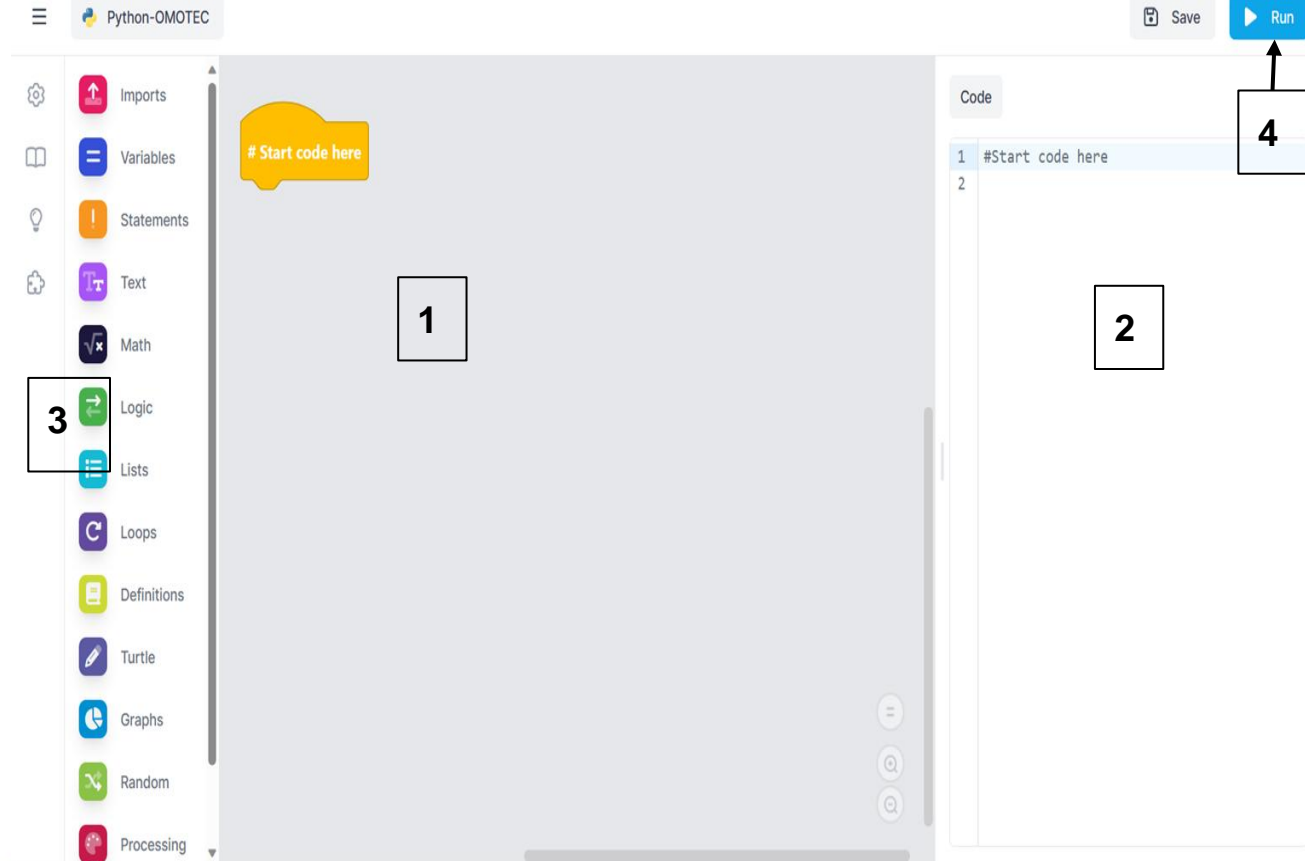 Python-OMOTEC
Save
Run
Imports
Variables
Statements
Text
Math
Logic
Lists
Loops
Definitions
Turtle
Graphs
Random
Processing
# Start code here
1
3
Code
1 #Start code here
2
2
4